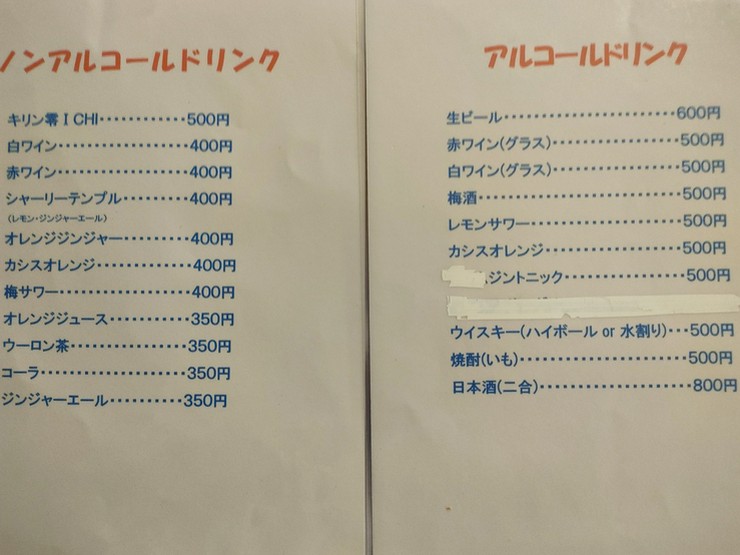 ノンアルコールドリンク
キリン零ICHI············500円
白ワイン···········400円
赤ワイン···········400円
シャーリーテンプル·········400円
(レモン・ジンジャーエール)
オレンジジンジャー·········400円
カシスオレンジ············400円
梅サワー·············400円
オレンジジュース··········350円
ウーロン茶··············350円
コーラ················350円
ジンジャーエール··········350円
アルコールドリンク
生ビール·······················600円
赤ワイン(グラス)·················500円
白ワイン(グラス)·················500円
梅酒···························500円
レモンサワー····················500円
カシスオレンジ··················500円
ジントニック················500円
ウイスキー(ハイボール or 水割り)···500円
焼酎(いも)······················500円
日本酒(二合)····················800円